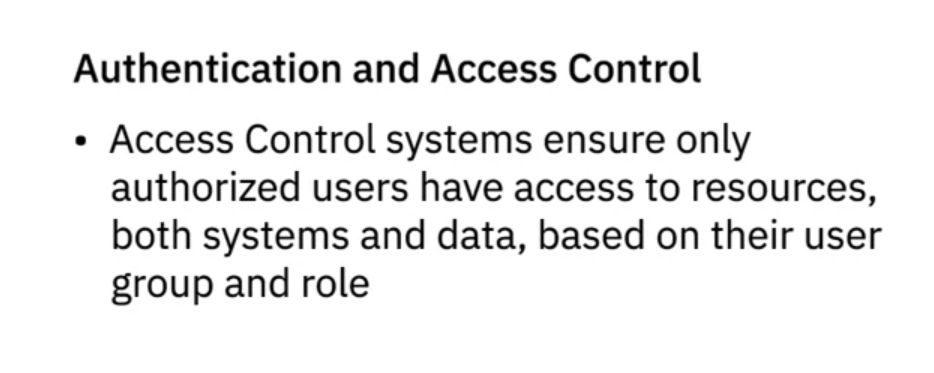 Authentication and Access Control
• Access Control systems ensure only
authorized users have access to resources,
both systems and data, based on their user
group and role